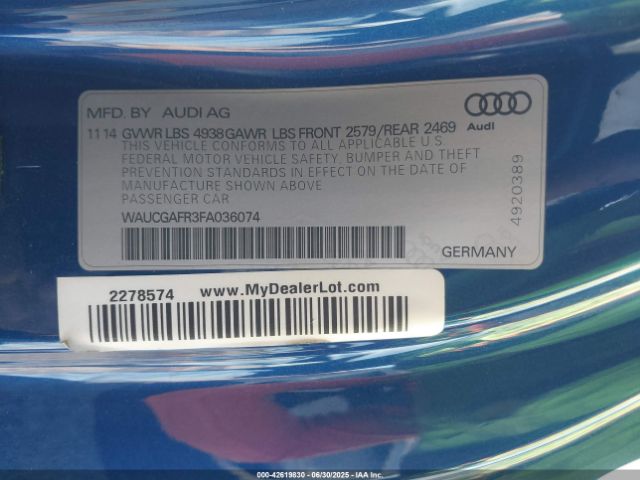 MFD. BY AUDI AG
11 14 GVWR LBS 4938 GAWR LBS FRONT 2579/REAR 2469
THIS VEHICLE CONFORMS TO ALL APPLICABLE U S
FEDERAL MOTOR VEHICLE SAFETY, BUMPER AND THEFT
PREVENTION STANDARDS IN EFFECT ON THE DATE OF
MANUFACTURE SHOWN ABOVE
PASSENGER CAR
WAUCGAFR3FA036074
Audi
4920389
GERMANY
2278574 www.MyDealerLot.com
000-42619830 - 06/30/2025 - IAA Inc.